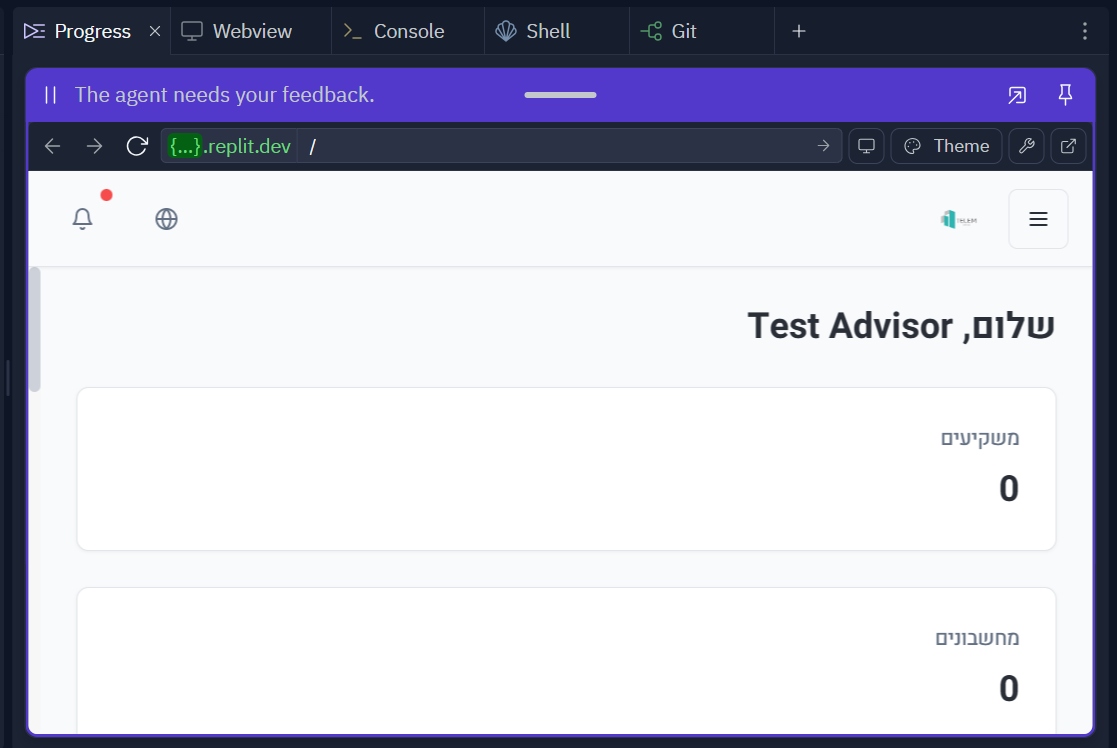 Progress
Webview
Console
Shell
Git
The agent needs your feedback.
{...}.replit.dev /
Theme
TELEM
שלום, Test Advisor
משקיעים
0
מחשבונים
0